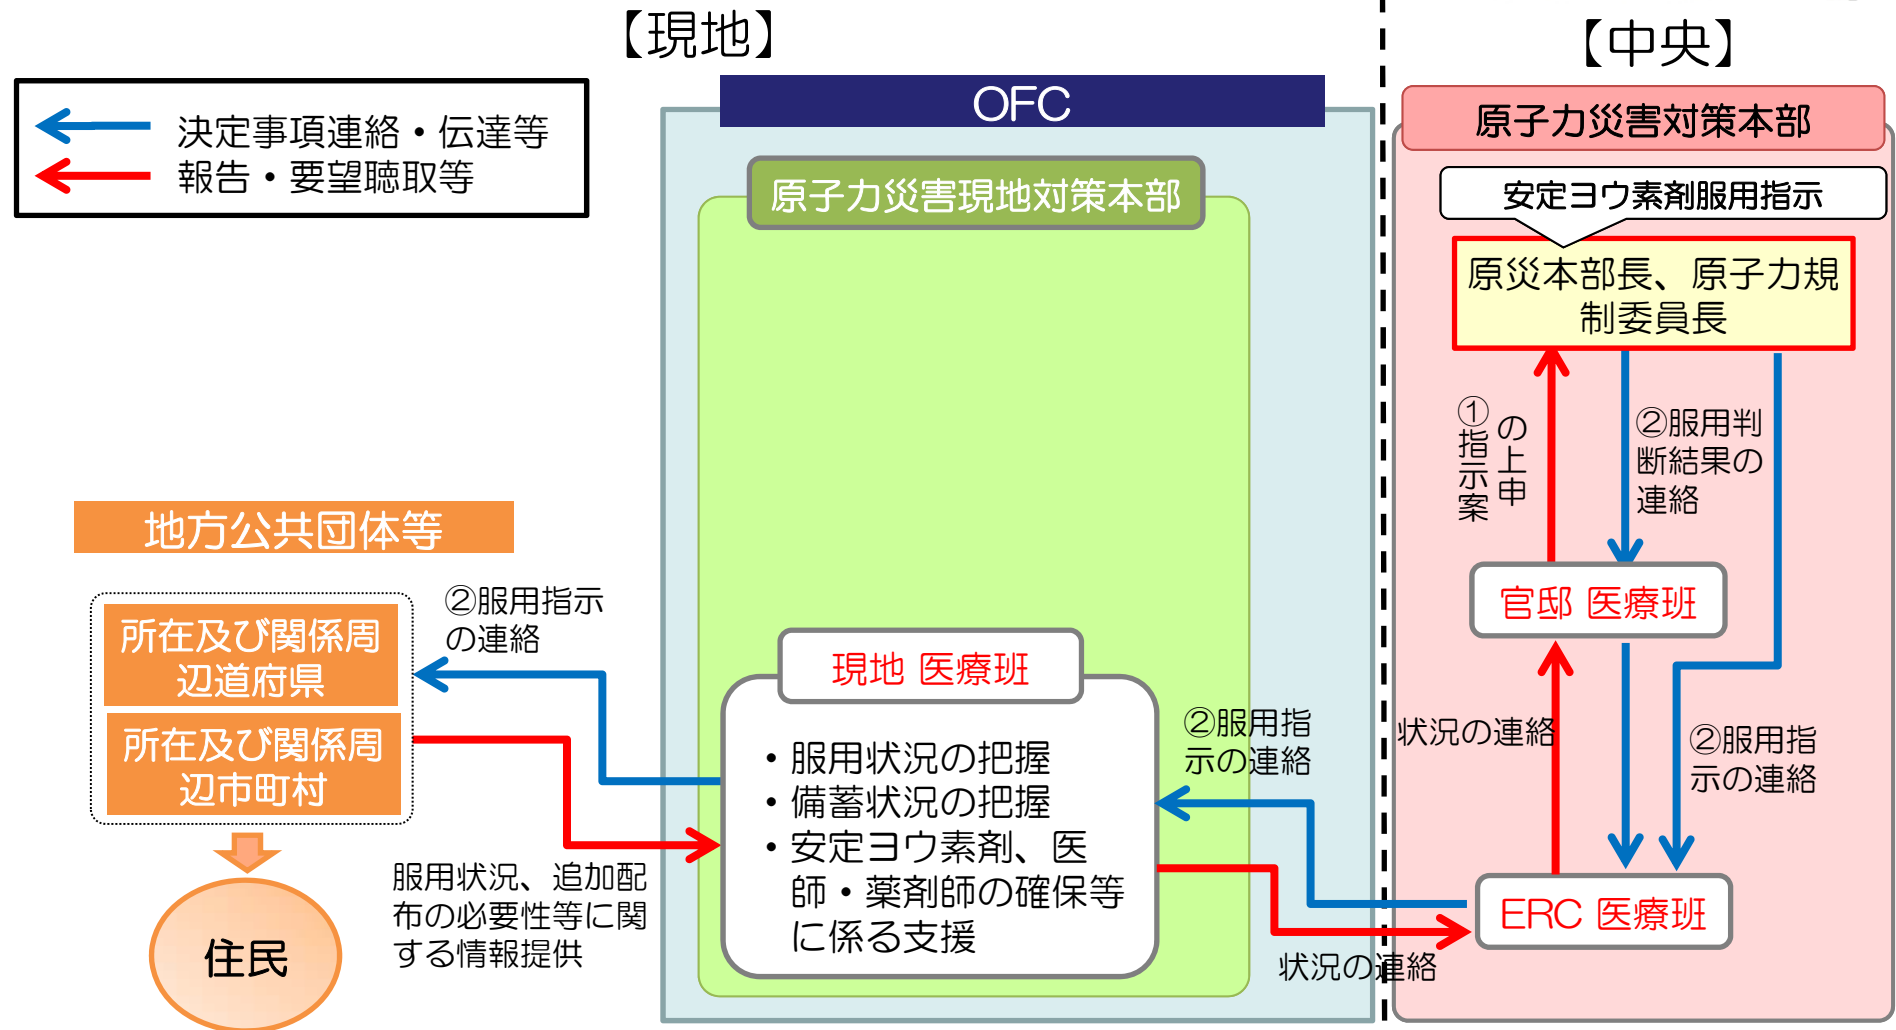 【現地】
【中央】
決定事項連絡・伝達等
報告・要望聴取等
OFC
原子力災害現地対策本部
原子力災害対策本部
安定ヨウ素剤服用指示
原災本部長、原子力規
制委員長
①指示案
の上申
②服用判
断結果の
連絡
官邸 医療班
地方公共団体等
所在及び関係周
辺道府県
所在及び関係周
辺市町村
②服用指示
の連絡
現地 医療班
・服用状況の把握
・備蓄状況の把握
・安定ヨウ素剤、医
師・薬剤師の確保等
に係る支援
②服用指
示の連絡
状況の連絡
②服用指
示の連絡
ERC 医療班
状況の連絡
服用状況、追加配
布の必要性等に関
する情報提供
住民